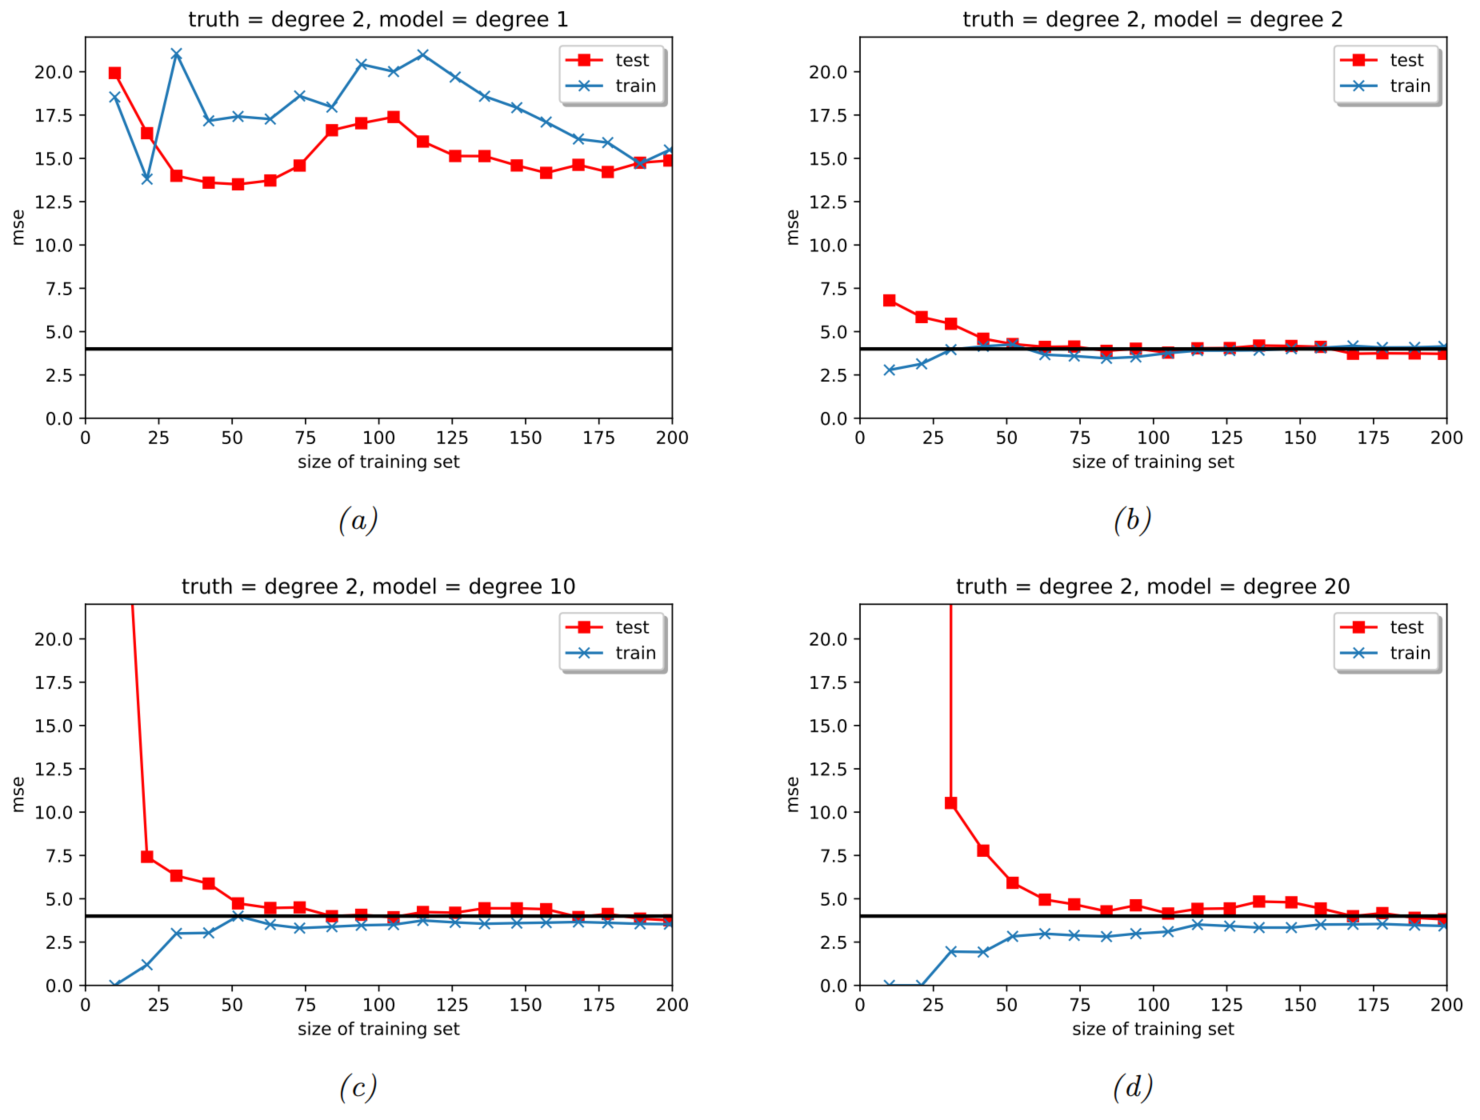 truth = degree 2, model = degree 1
20.0
17.5
15.0
12.5
10.0
7.5
5.0
2.5
0.0
mse
0 25 50 75 100 125 150 175 200
size of training set
test
train
(a)
truth = degree 2, model = degree 2
20.0
17.5
15.0
12.5
10.0
7.5
5.0
2.5
0.0
mse
0 25 50 75 100 125 150 175 200
size of training set
test
train
(b)
truth = degree 2, model = degree 10
20.0
17.5
15.0
12.5
10.0
7.5
5.0
2.5
0.0
mse
0 25 50 75 100 125 150 175 200
size of training set
test
train
(c)
truth = degree 2, model = degree 20
20.0
17.5
15.0
12.5
10.0
7.5
5.0
2.5
0.0
mse
0 25 50 75 100 125 150 175 200
size of training set
test
train
(d)